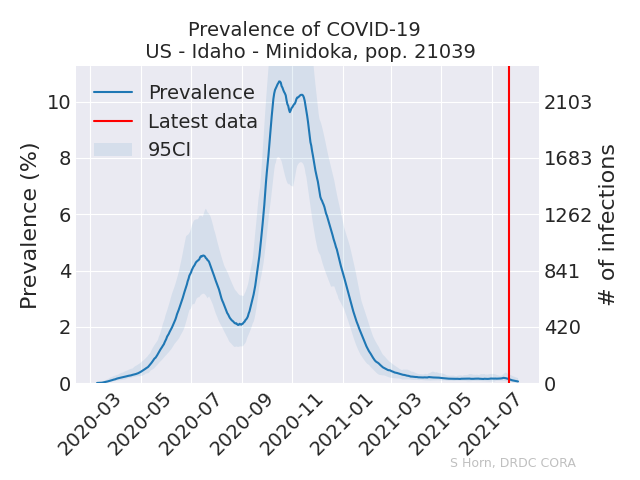 Prevalence of COVID-19
US - Idaho - Minidoka, pop. 21039
Prevalence
Latest data
95CI
Prevalence (%)
10
8
6
4
2
0
2103
1683
1262
841
420
0
# of infections
2020-03
2020-05
2020-07
2020-09
2020-11
2021-01
2021-03
2021-05
2021-07
S Horn, DRDC CORA